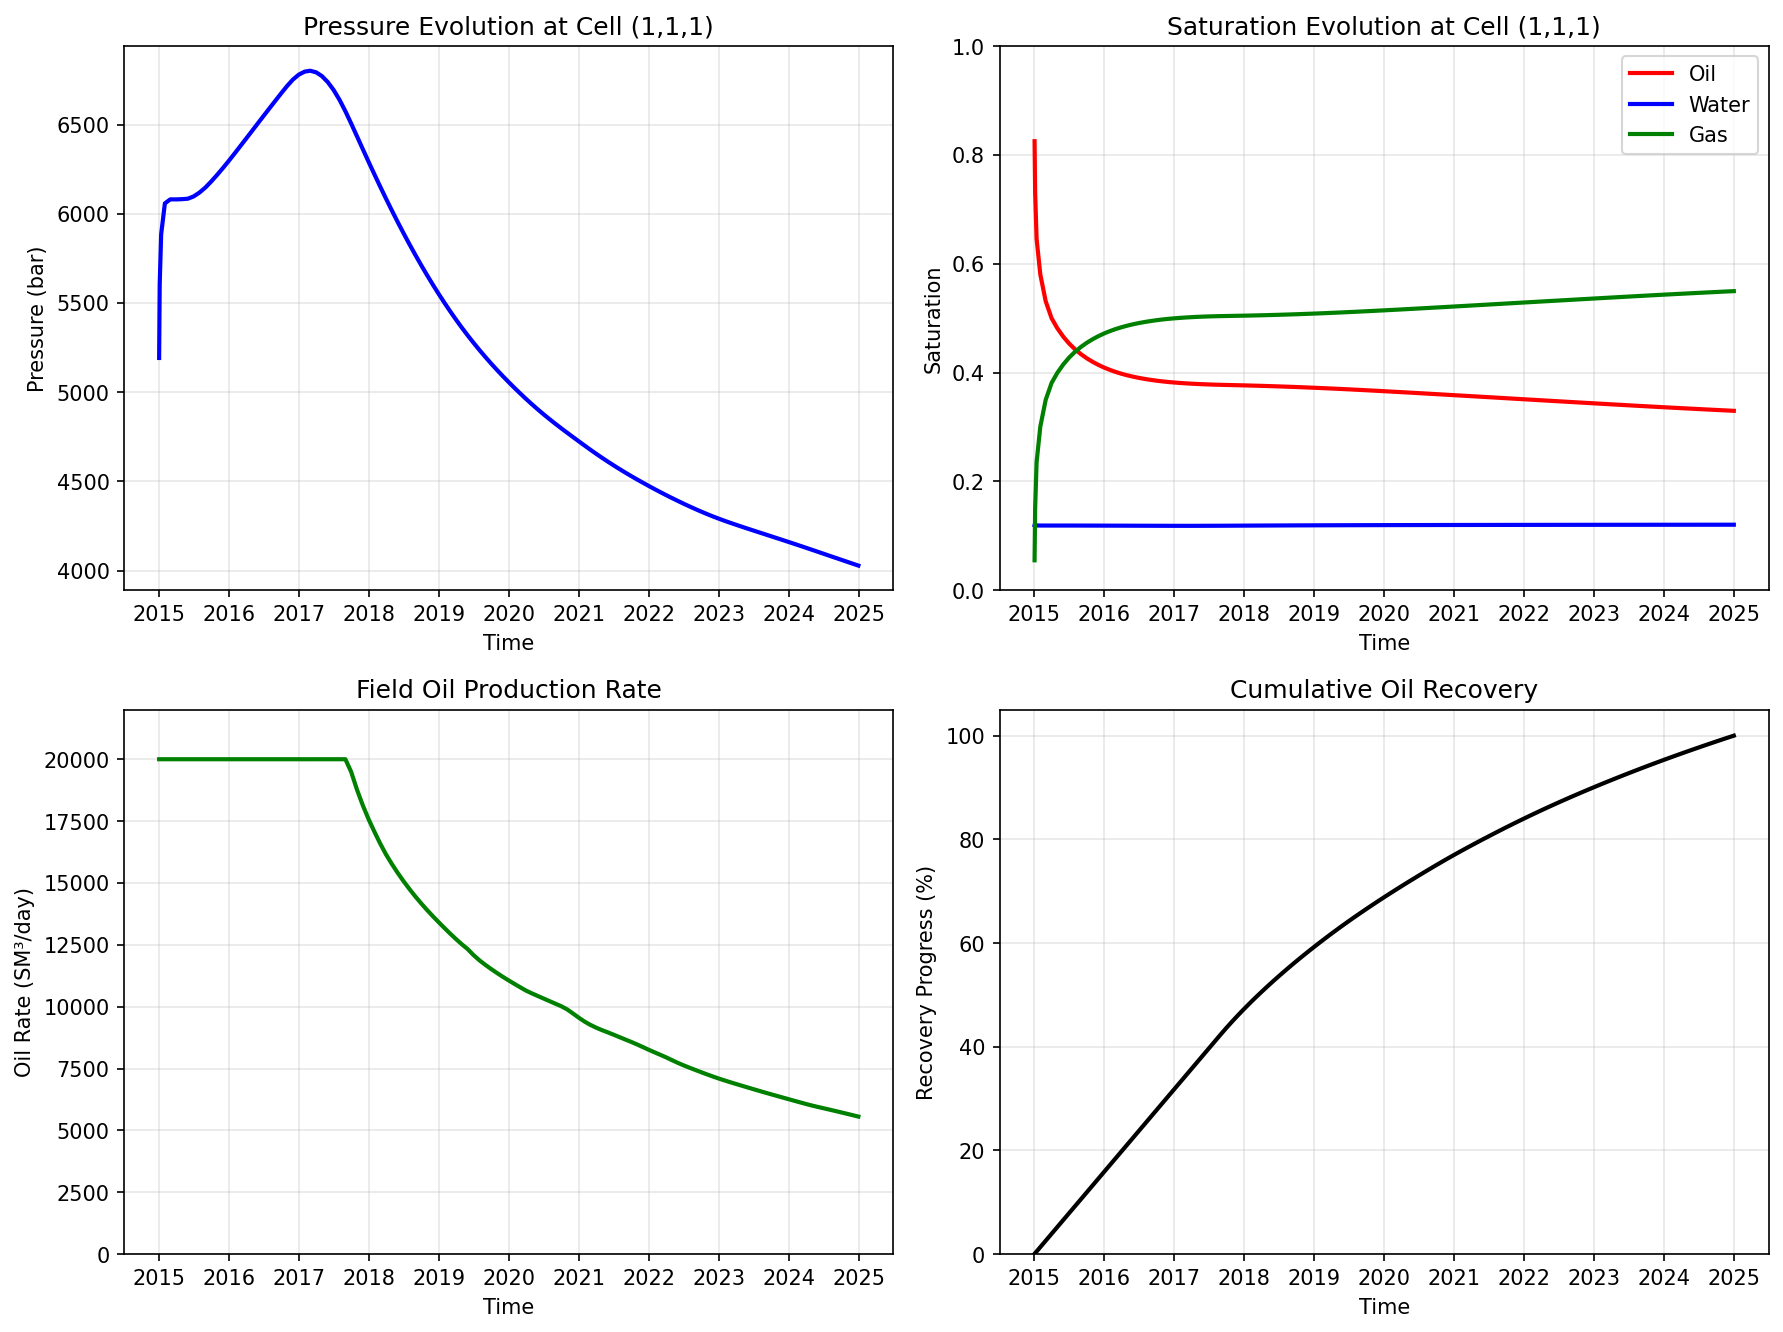 Pressure Evolution at Cell (1,1,1)
Pressure (bar)
6500
6000
5500
5000
4500
4000
2015 2016 2017 2018 2019 2020 2021 2022 2023 2024 2025
Time
Saturation Evolution at Cell (1,1,1)
Saturation
1.0
0.8
0.6
0.4
0.2
0.0
Oil
Water
Gas
2015 2016 2017 2018 2019 2020 2021 2022 2023 2024 2025
Time
Field Oil Production Rate
Oil Rate (SM³/day)
20000
17500
15000
12500
10000
7500
5000
2500
0
2015 2016 2017 2018 2019 2020 2021 2022 2023 2024 2025
Time
Cumulative Oil Recovery
Recovery Progress (%)
100
80
60
40
20
0
2015 2016 2017 2018 2019 2020 2021 2022 2023 2024 2025
Time